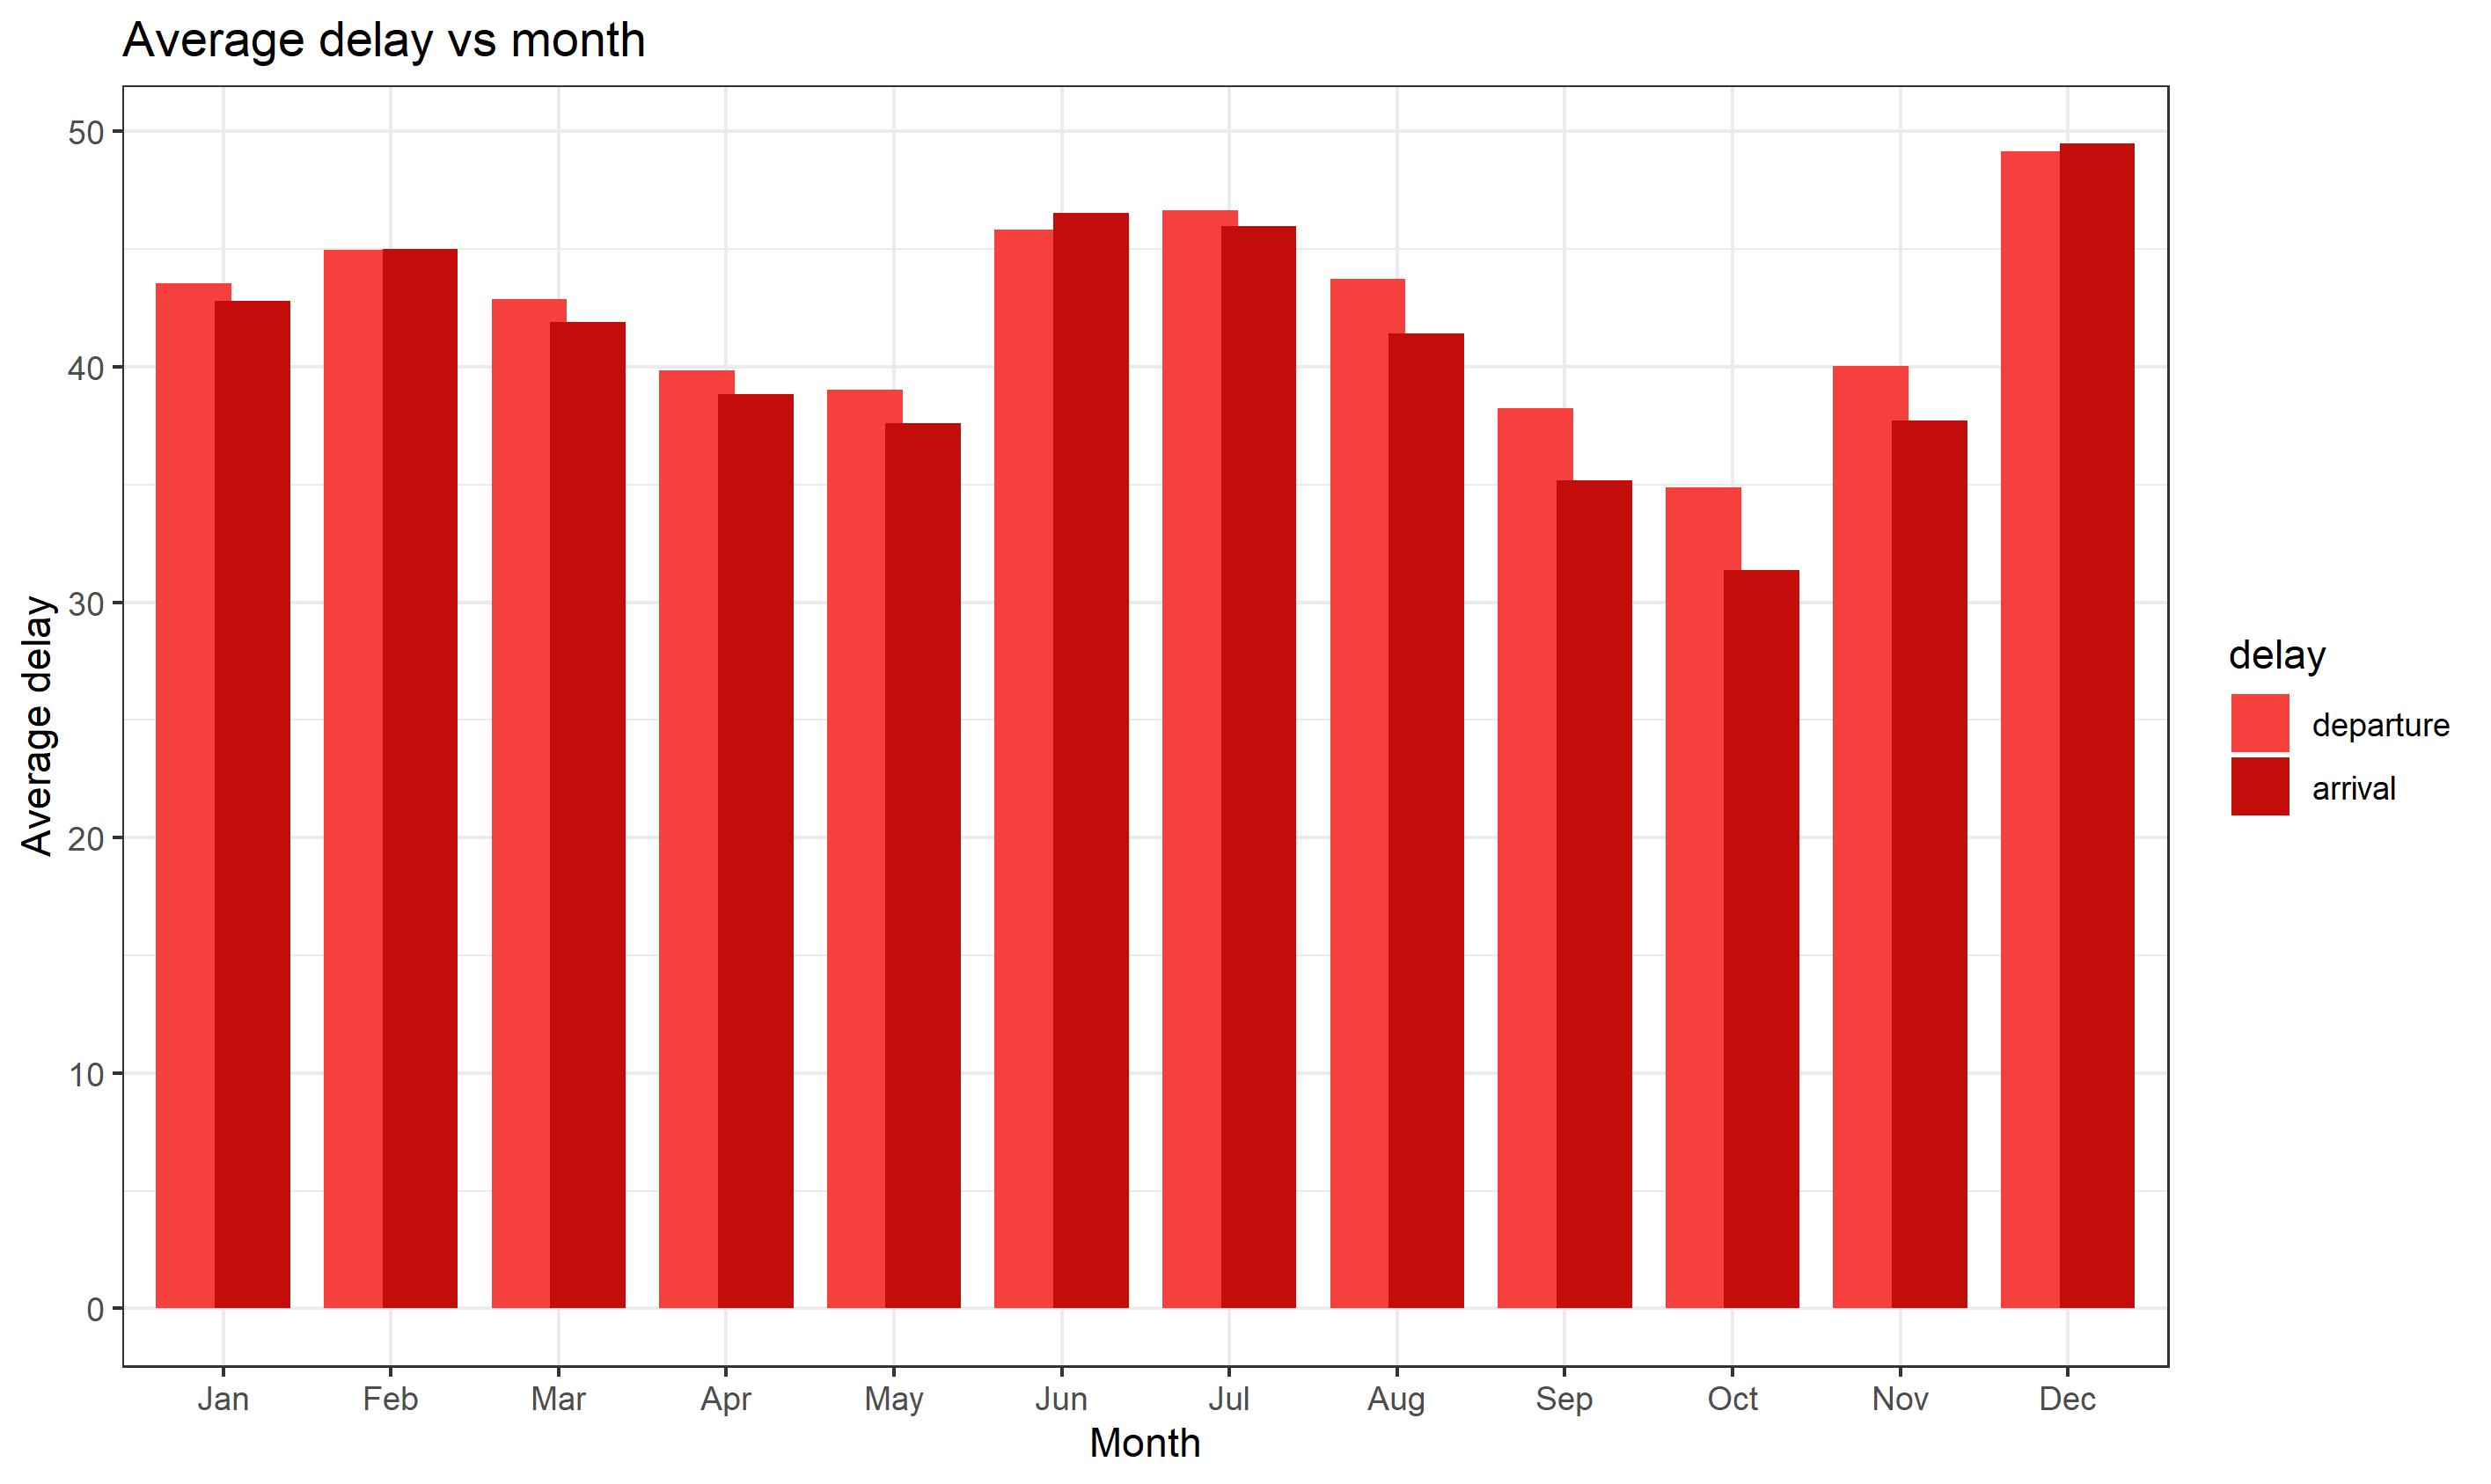 Average delay vs month
Average delay
50
40
30
20
10
0
Jan Feb Mar Apr May Jun Jul Aug Sep Oct Nov Dec
Month
delay
departure
arrival